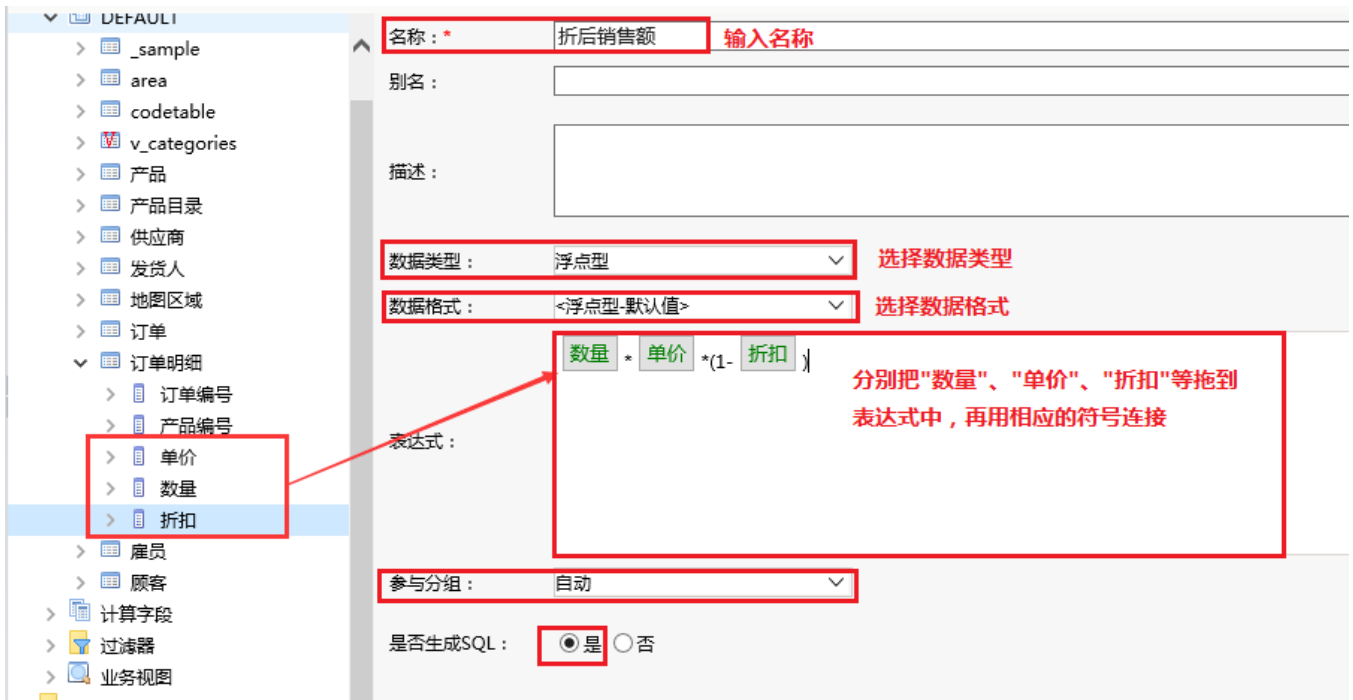 DEFAULT
_sample
area
codetable
v_categories
产品
产品目录
供应商
发货人
地图区域
订单
订单明细
订单编号
产品编号
单价
数量
折扣
雇员
顾客
计算字段
过滤器
业务视图
名称：* 折后销售额 输入名称
别名：
描述：
数据类型： 浮点型 选择数据类型
数据格式： <浮点型-默认值> 选择数据格式
数量 * 单价 *(1- 折扣 )
分别把"数量"、"单价"、"折扣"等拖到
表达式中，再用相应的符号连接
表达式：
参与分组： 自动
是否生成SQL： 是 否